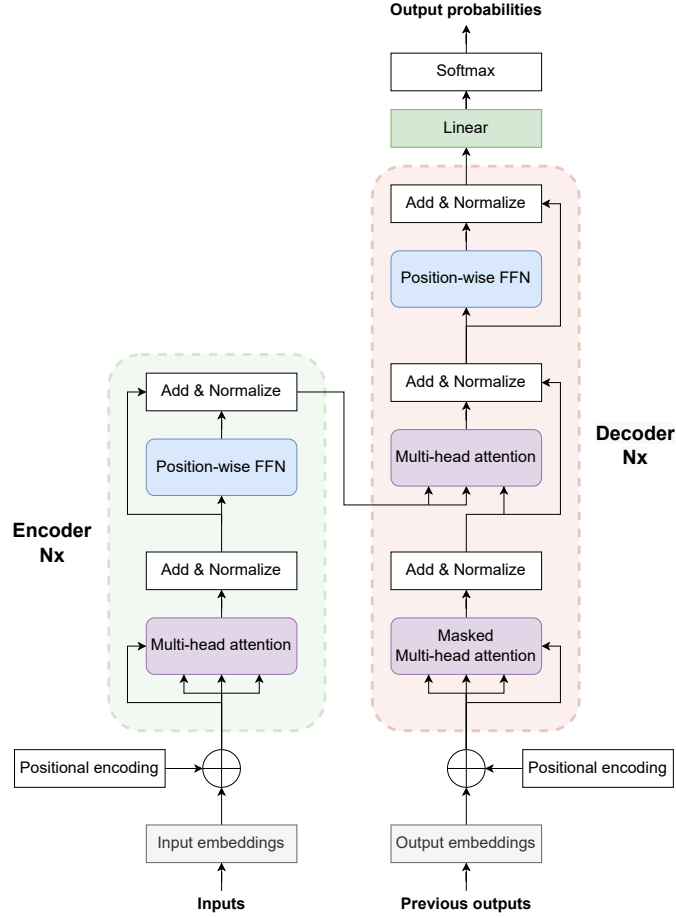 Output probabilities
Softmax
Linear
Add & Normalize
Position-wise FFN
Add & Normalize
Multi-head attention
Add & Normalize
Masked
Multi-head attention
Decoder
Nx
Add & Normalize
Position-wise FFN
Add & Normalize
Multi-head attention
Encoder
Nx
Positional encoding
Positional encoding
Input embeddings
Output embeddings
Inputs
Previous outputs